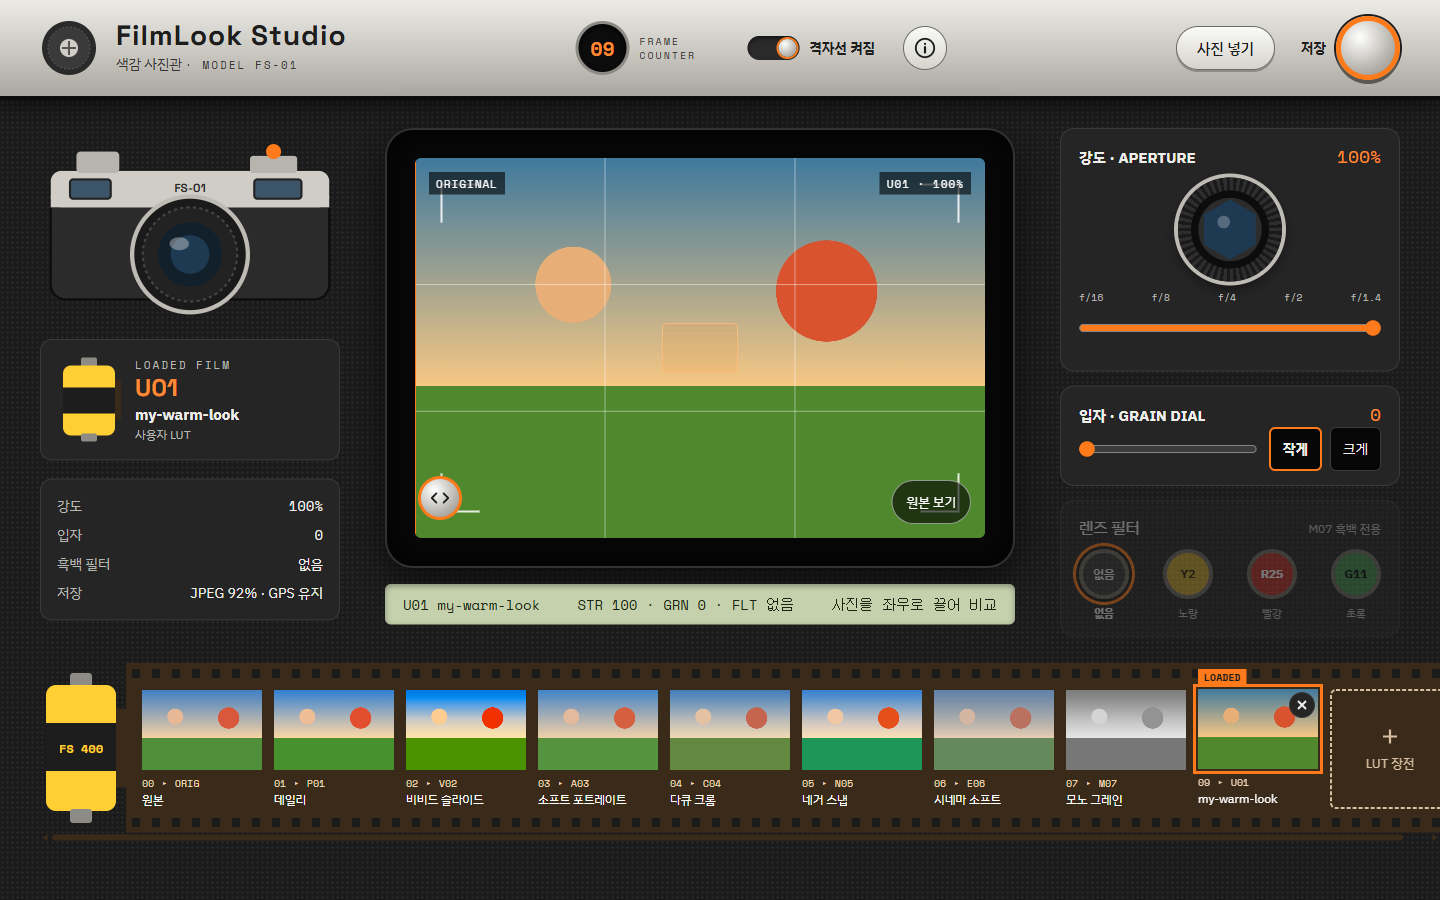 FilmLook Studio
색감 사진관 · MODEL FS-01
09
FRAME
COUNTER
격자선 켜짐
사진 넣기
저장
FS-01
ORIGINAL
U01 · 100%
원본 보기
강도 · APERTURE
100%
f/16 f/8 f/4 f/2 f/1.4
LOADED FILM
U01
my-warm-look
사용자 LUT
입자 · GRAIN DIAL
0
작게
크게
강도 100%
입자 0
흑백 필터 없음
저장 JPEG 92% · GPS 유지
렌즈 필터
M07 흑백 전용
없음 Y2 R25 G11
없음 노랑 빨강 초록
U01 my-warm-look STR 100 · GRN 0 · FLT 없음 사진을 좌우로 끌어 비교
FS 400
LOADED
00 ▸ ORIG
원본
01 ▸ P01
데일리
02 ▸ V02
비비드 슬라이드
03 ▸ A03
소프트 포트레이트
04 ▸ C04
다큐 크롬
05 ▸ N05
네거 스냅
06 ▸ E06
시네마 소프트
07 ▸ M07
모노 그레인
09 ▸ U01
my-warm-look
LUT 장전